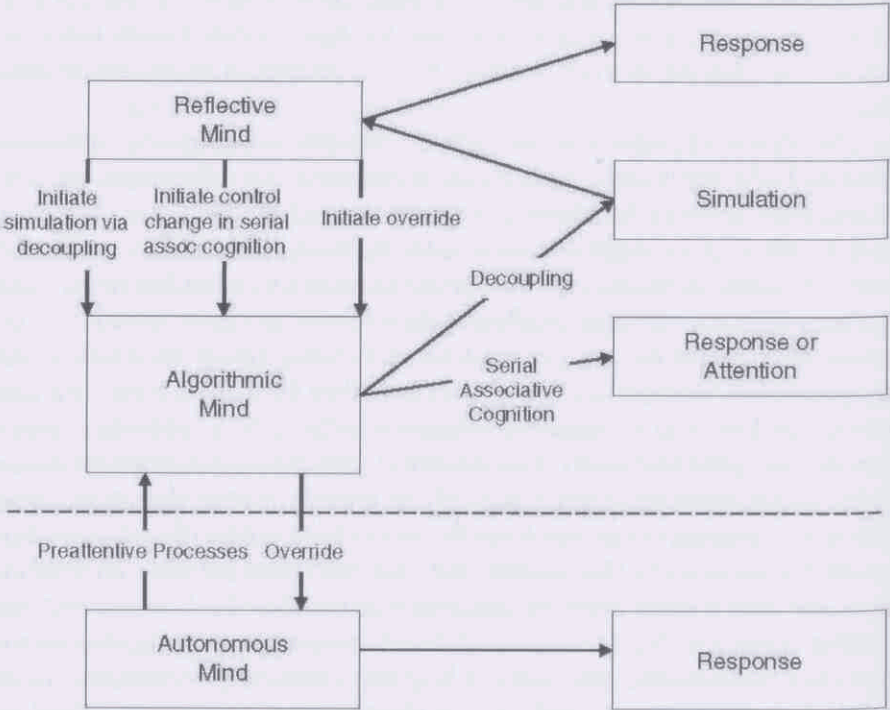 Response
Reflective
Mind
Initiate
simulation via
decoupling
Initiate control
change in serial
assoc cognition
Initiate override
Simulation
Decoupling
Algorithmic
Mind
Serial
Associative
Cognition
Response or
Attention
Preattentive Processes
Override
Autonomous
Mind
Response